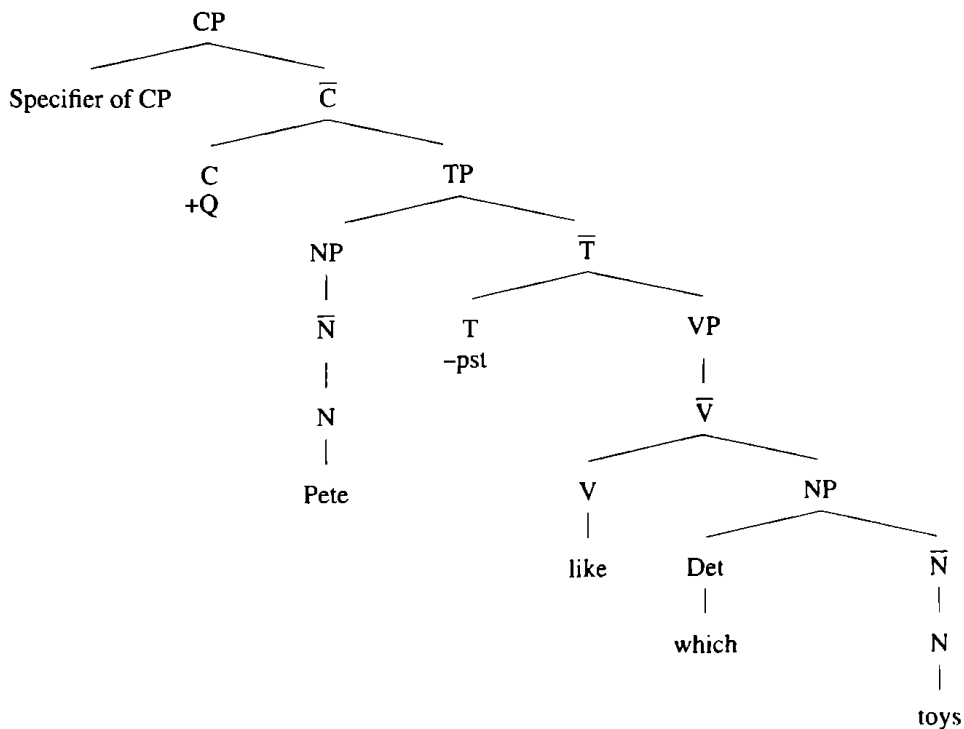 CP
Specifier of CP C̅
C TP
+Q
NP T̅
N̅ T VP
–pst
N V̅
Pete V NP
like Det N̅
which N
toys